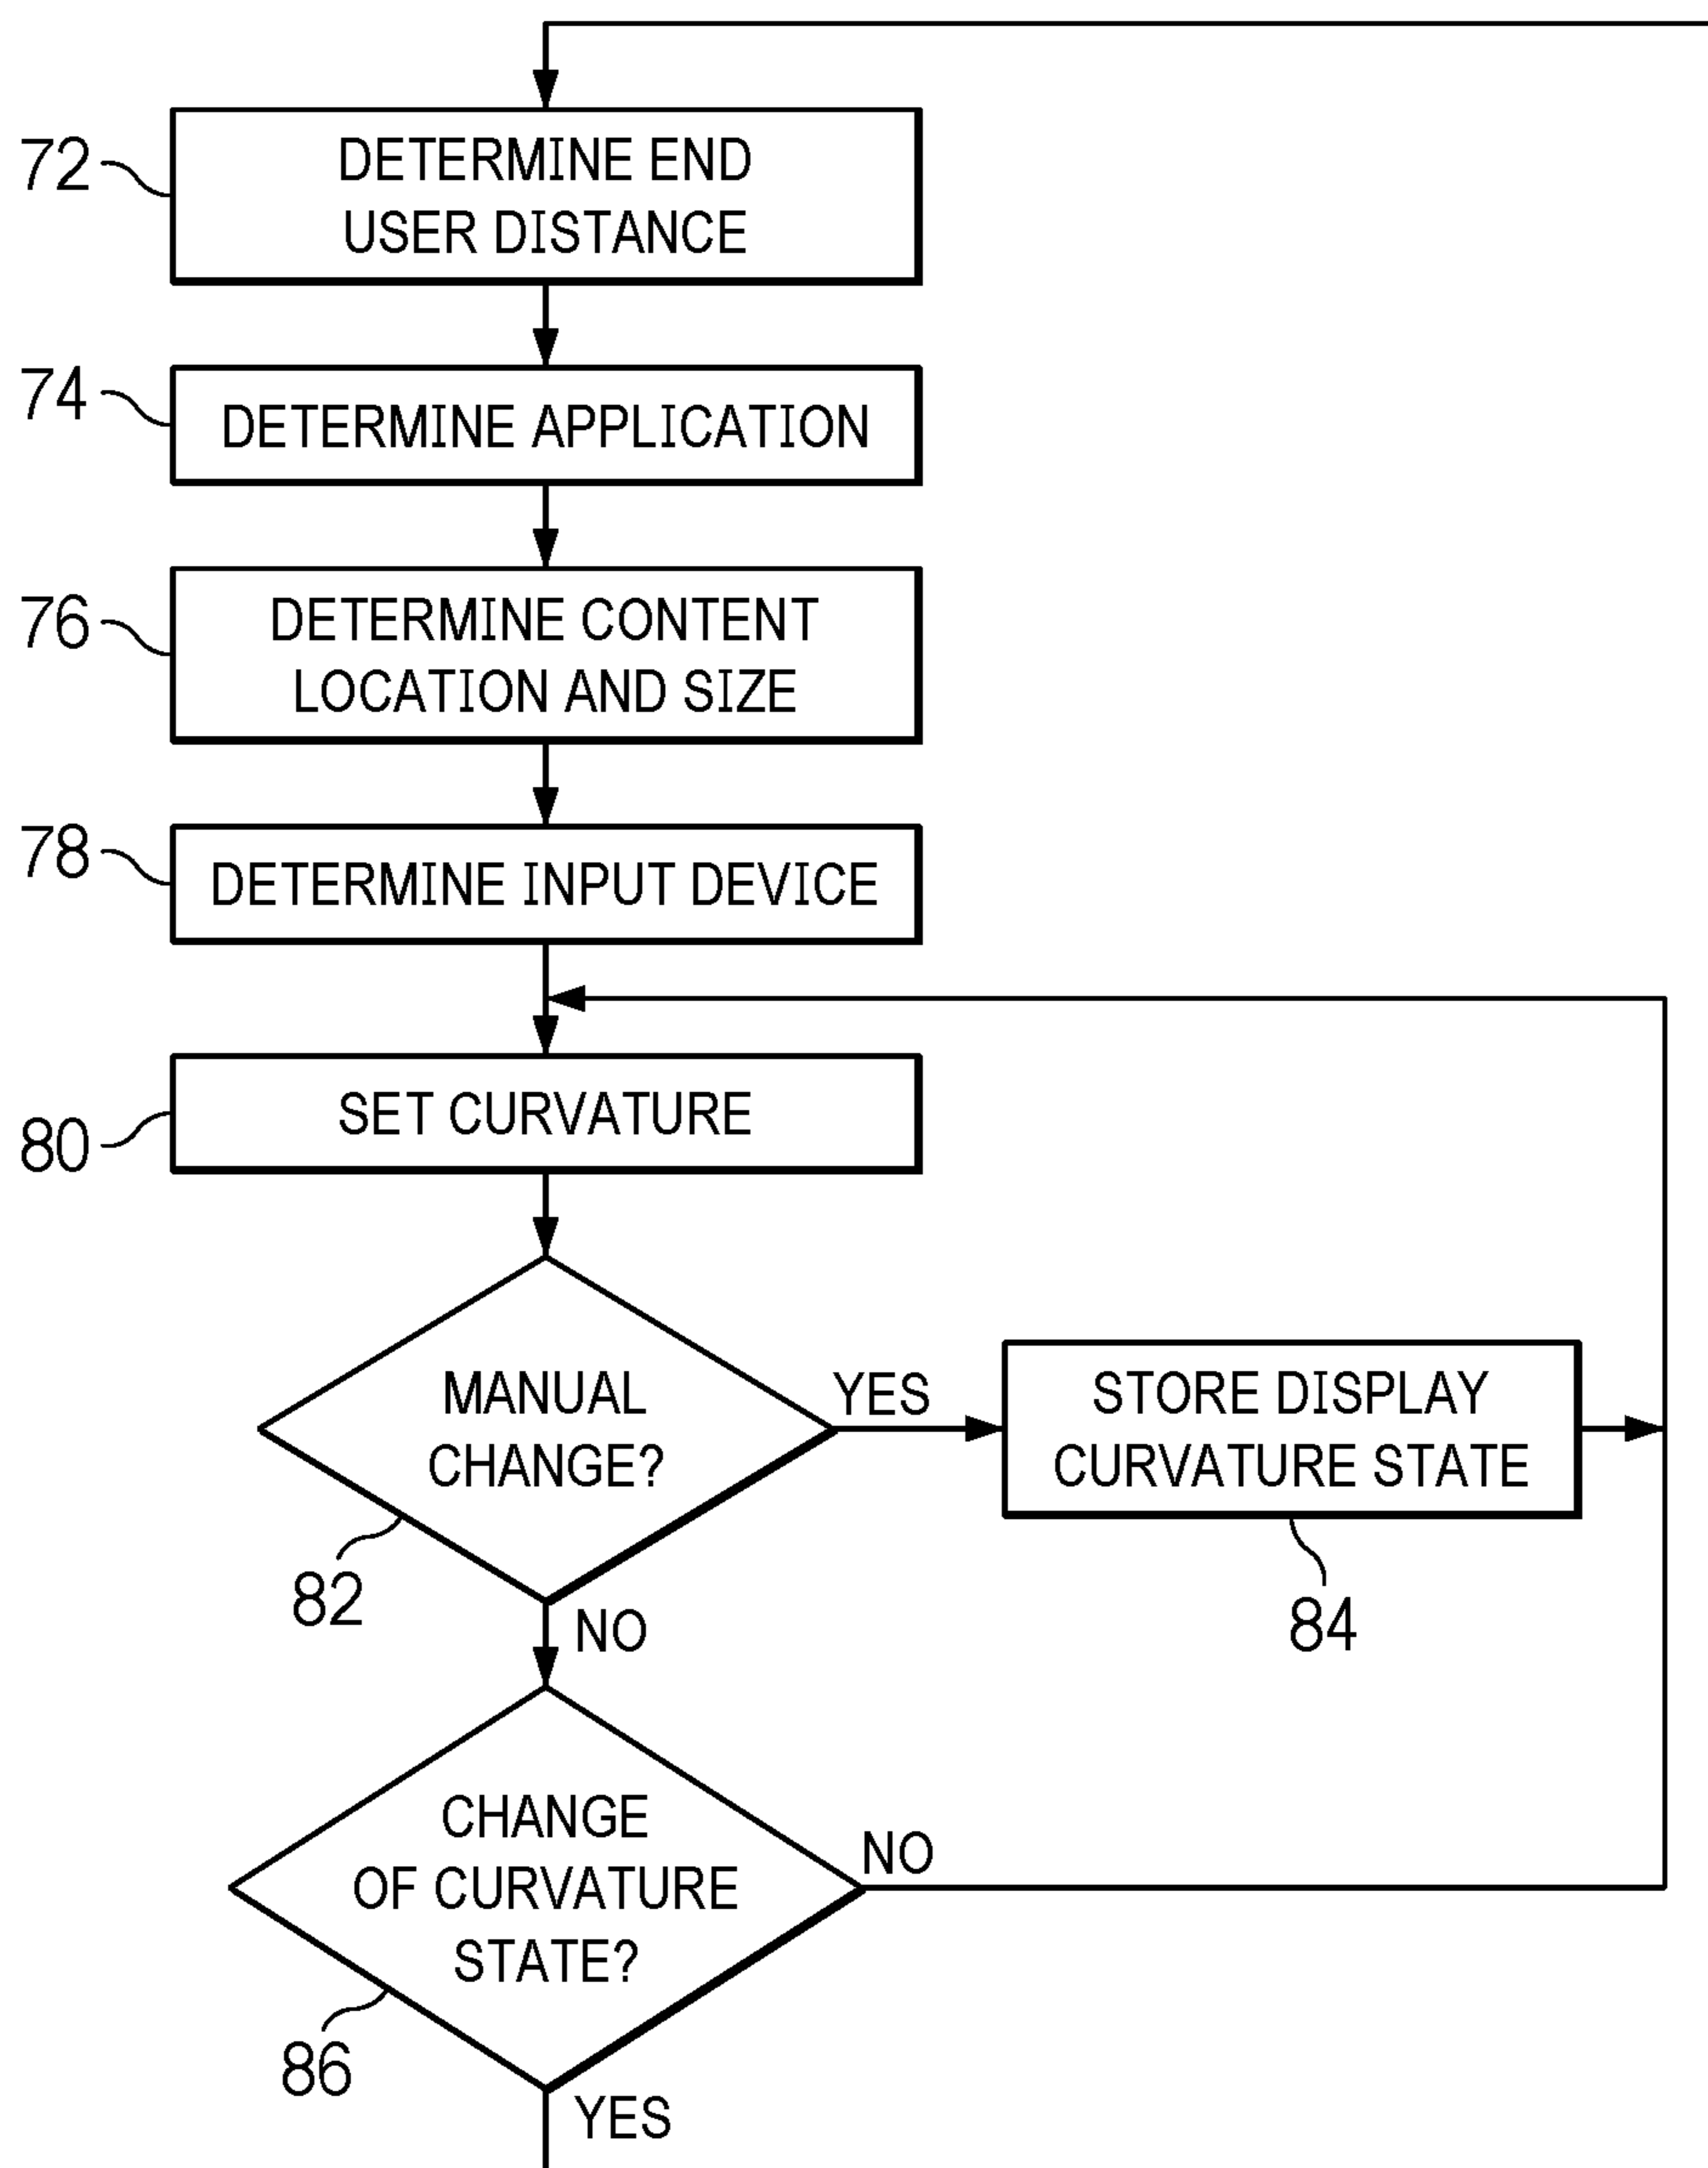 72
DETERMINE END
USER DISTANCE
74
DETERMINE APPLICATION
76
DETERMINE CONTENT
LOCATION AND SIZE
78
DETERMINE INPUT DEVICE
80
SET CURVATURE
MANUAL
CHANGE?
82
YES
STORE DISPLAY
CURVATURE STATE
84
NO
CHANGE
OF CURVATURE
STATE?
86
NO
YES